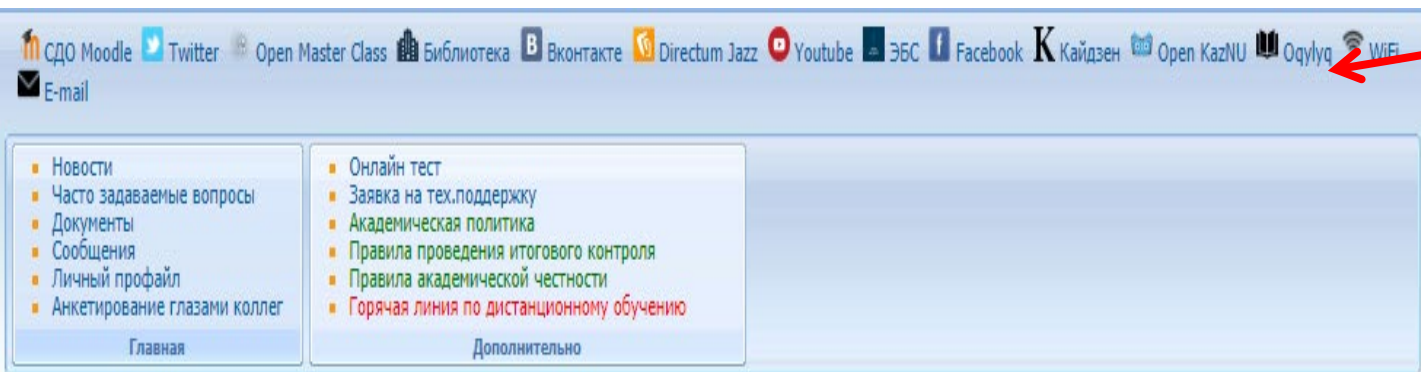 СДО Moodle Twitter Open Master Class Библиотека Вконтакте Directum Jazz Youtube ЭБС Facebook Кайдзен Open KazNU Oqylyq WiFi
E-mail
Новости
Часто задаваемые вопросы
Документы
Сообщения
Личный профайл
Анкетирование глазами коллег
Главная
Онлайн тест
Заявка на тех.поддержку
Академическая политика
Правила проведения итогового контроля
Правила академической честности
Горячая линия по дистанционному обучению
Дополнительно